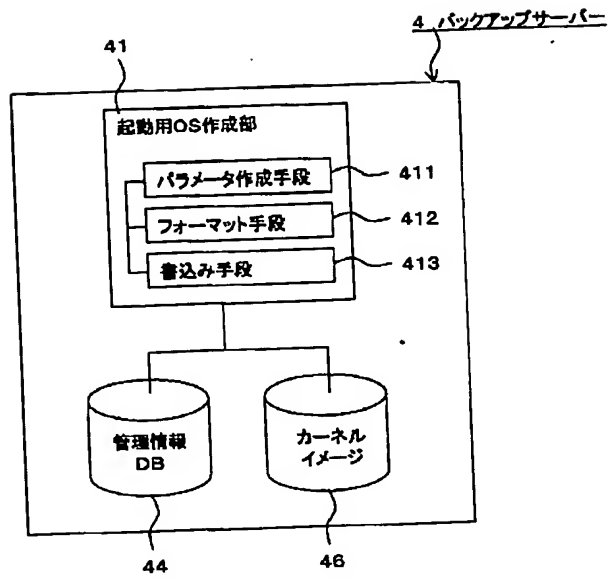 4 バックアップサーバー
41
起動用OS作成部
パラメータ作成手段
411
フォーマット手段
412
書込み手段
413
管理情報
DB
カーネル
イメージ
44
46